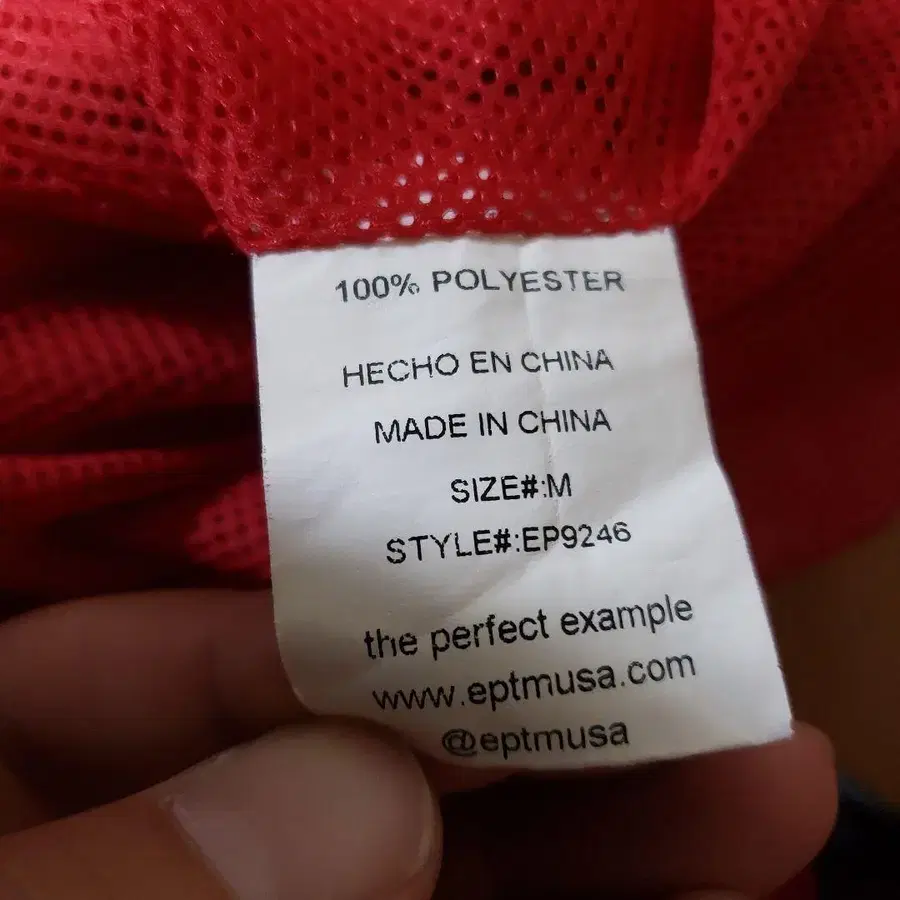 100% POLYESTER
HECHO EN CHINA
MADE IN CHINA
SIZE#:M
STYLE#:EP9246
the perfect example
www.eptmusa.com
@eptmusa